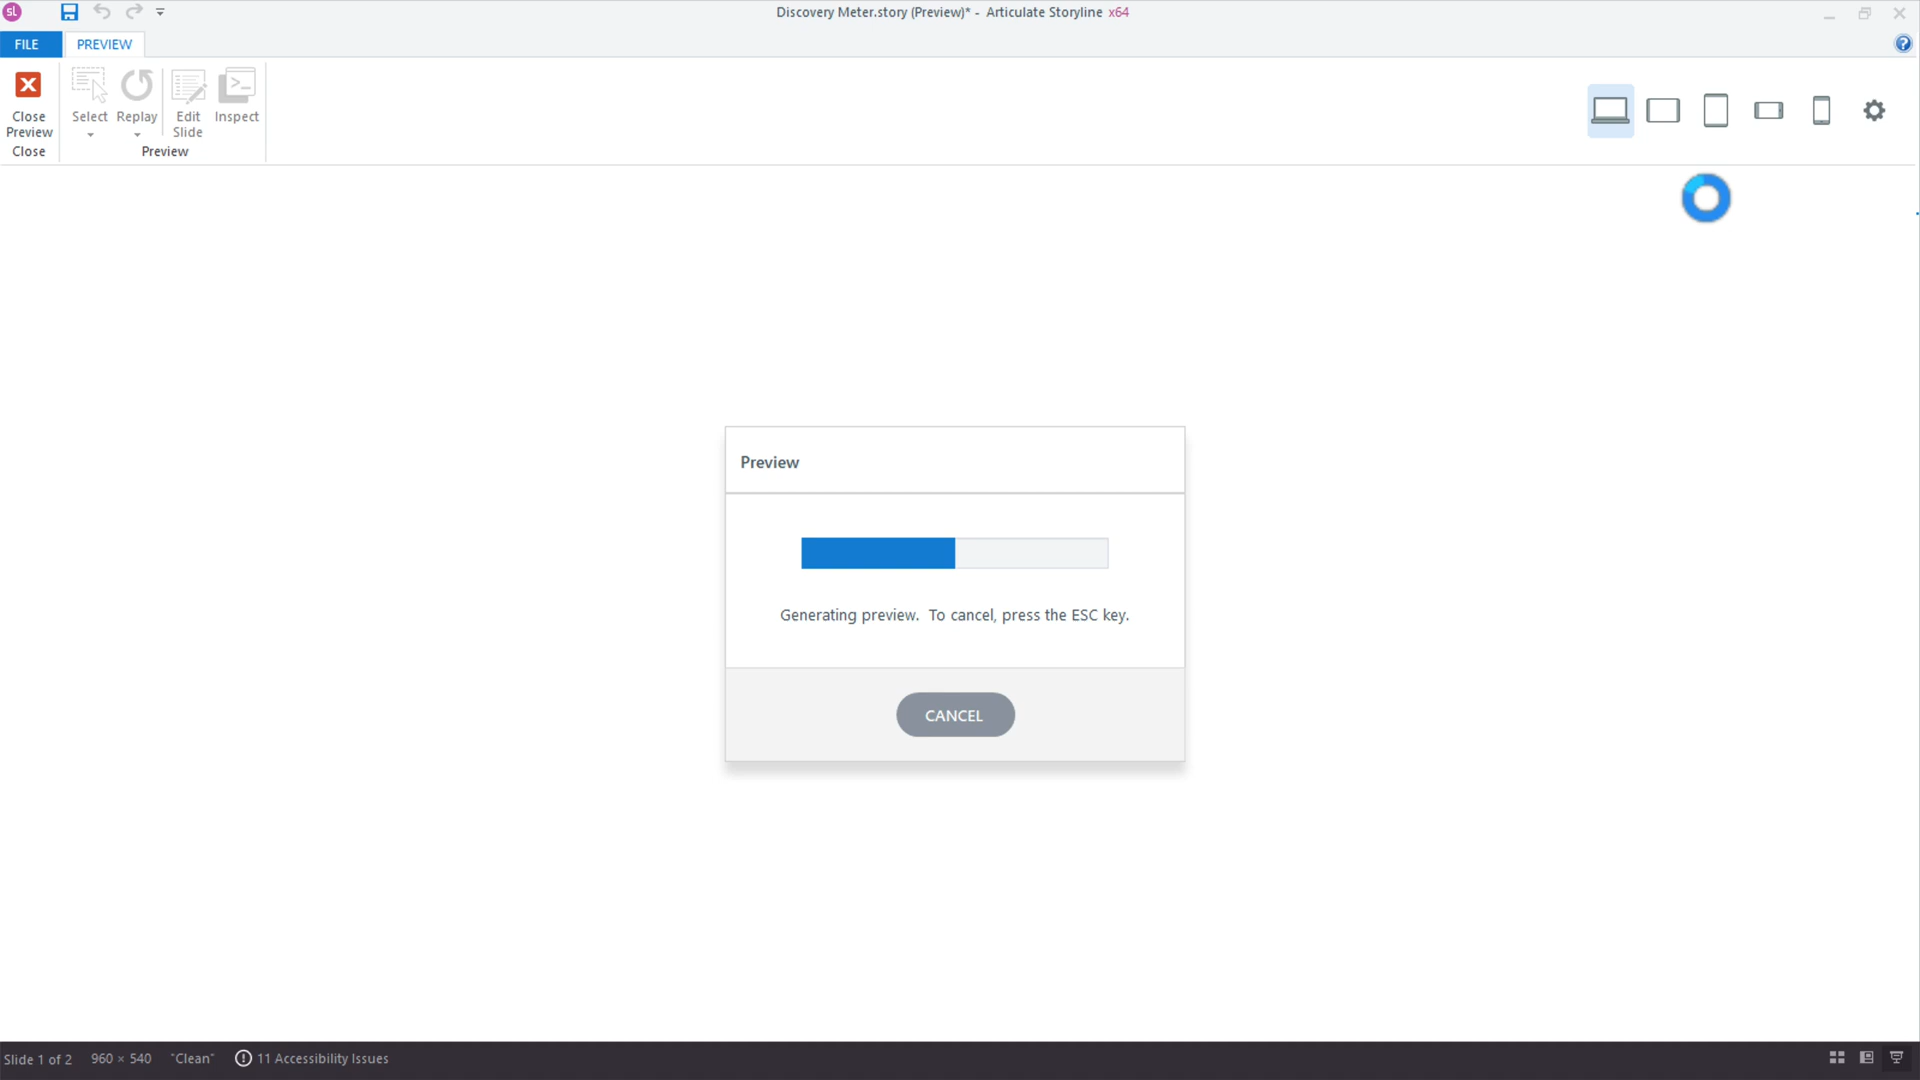 sl
Discovery Meter.story (Preview)* - Articulate Storyline x64
FILE
PREVIEW
?
Close Preview
Select
Replay
Edit Slide
Inspect
Close
Preview
Preview
Generating preview. To cancel, press the ESC key.
CANCEL
Slide 1 of 2
960 × 540
"Clean"
11 Accessibility Issues